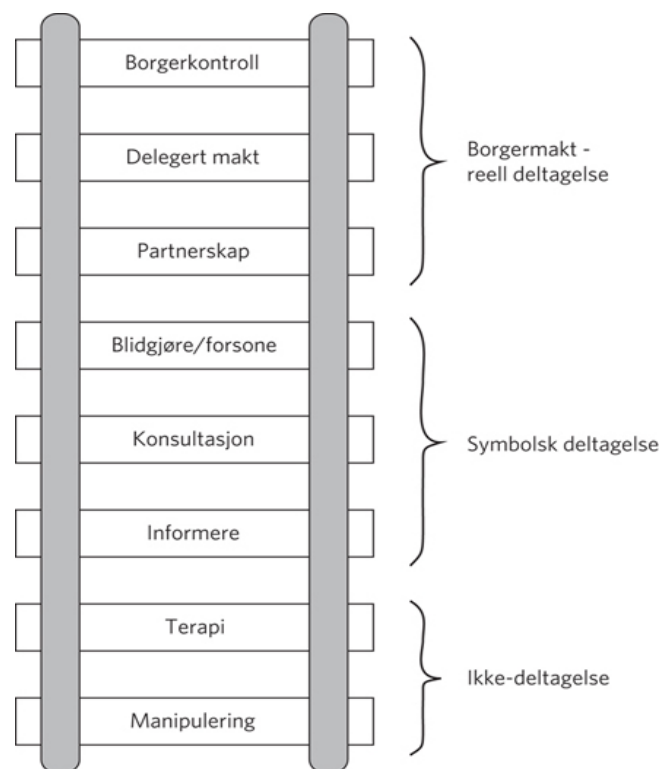 Borgerkontroll
Delegert makt
Borgermakt -
reell deltagelse
Partnerskap
Blidgjøre/forsone
Konsultasjon
Symbolsk deltagelse
Informere
Terapi
Ikke-deltagelse
Manipulering